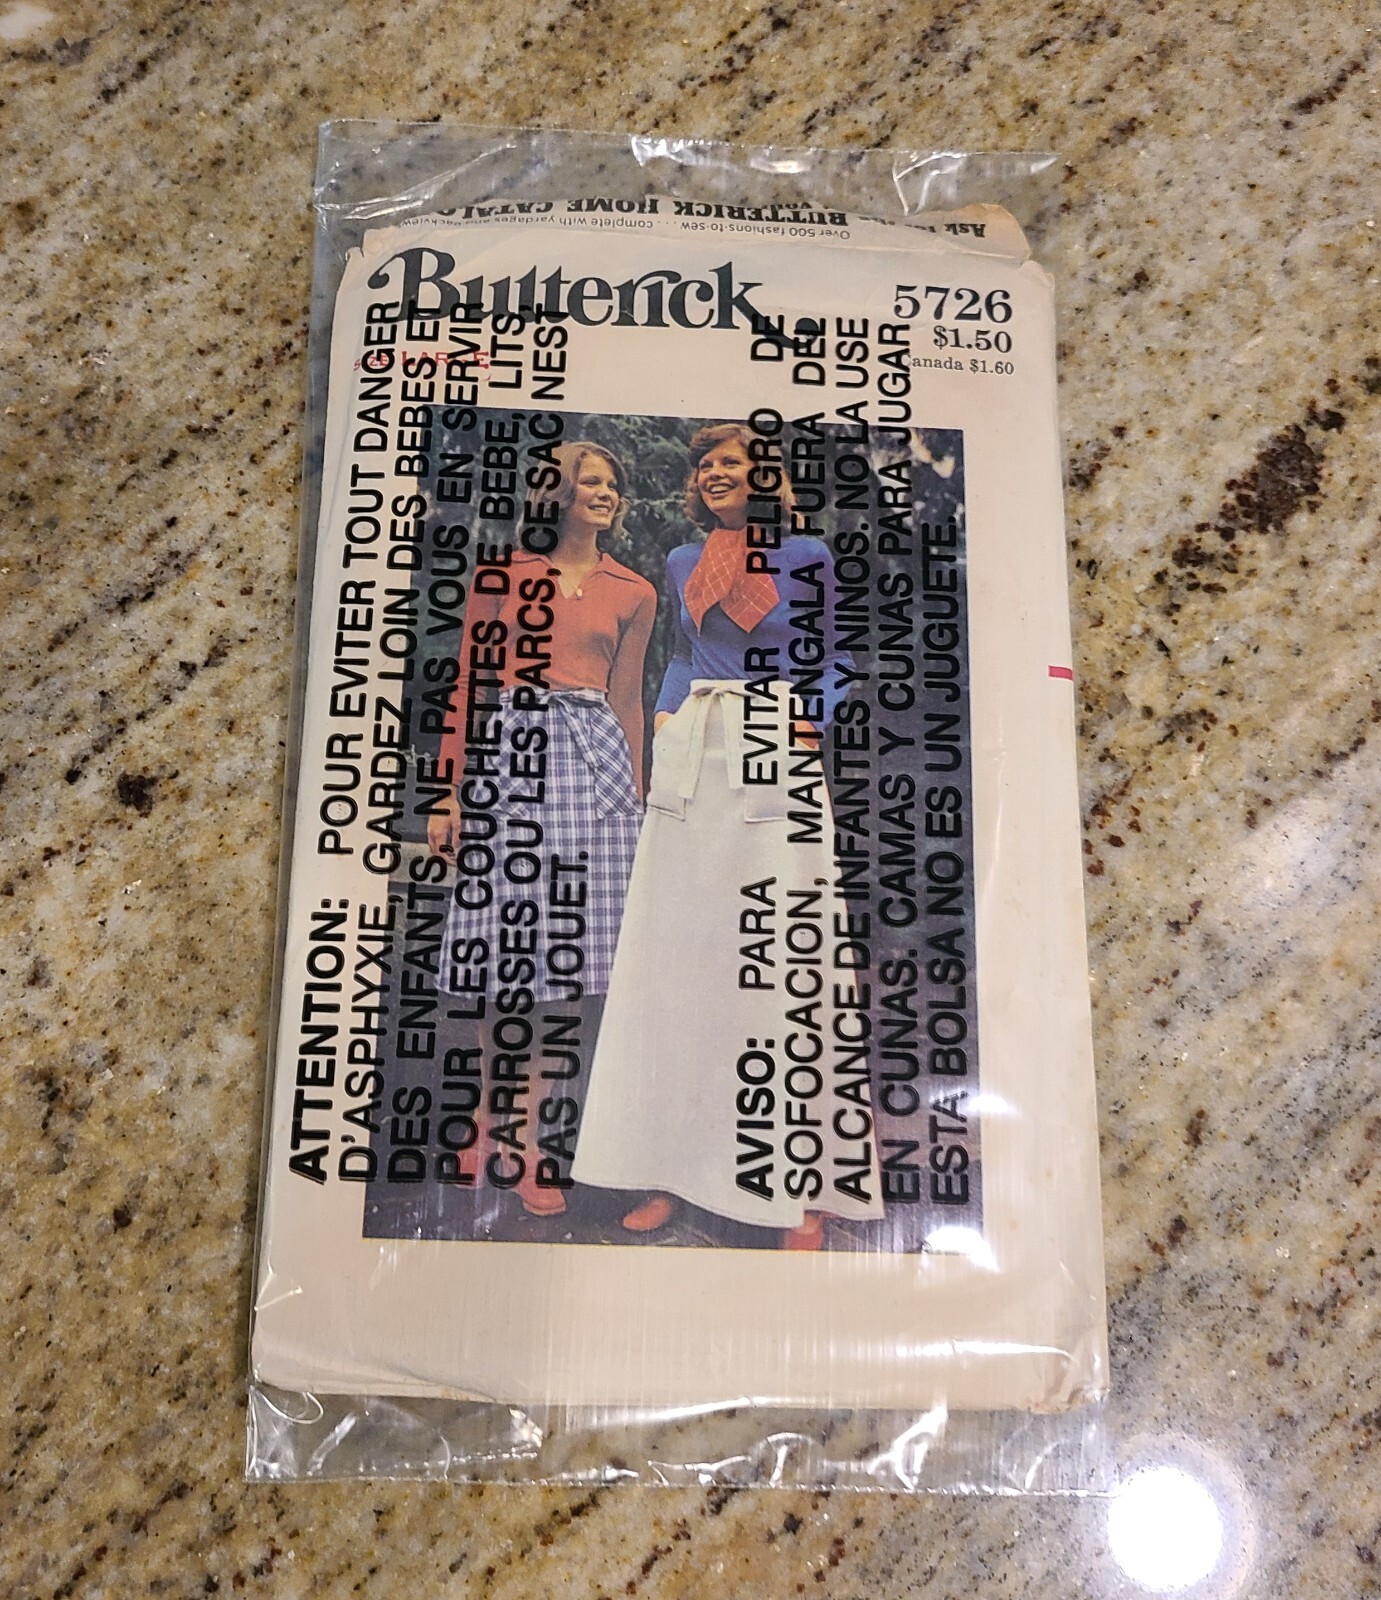 Ask
BUTTERICK HOME CATALO
Over 500 fashions-to-sew . . . complete with yardages and backview
Butterick
5726
$1.50
Canada $1.60
SIZE LARGE
ATTENTION: POUR EVITER TOUT DANGER
D'ASPHYXIE, GARDEZ LOIN DES BEBES ET
DES ENFANTS, NE PAS VOUS EN SERVIR
POUR LES COUCHETTES DE BEBE, LITS,
CARROSSES OU LES PARCS, CE SAC NEST
PAS UN JOUET.
AVISO: PARA EVITAR PELIGRO DE
SOFOCACION, MANTENGALA FUERA DEL
ALCANCE DE INFANTES Y NINOS. NO LA USE
EN CUNAS. CAMAS Y CUNAS PARA JUGAR
ESTA BOLSA NO ES UN JUGUETE.